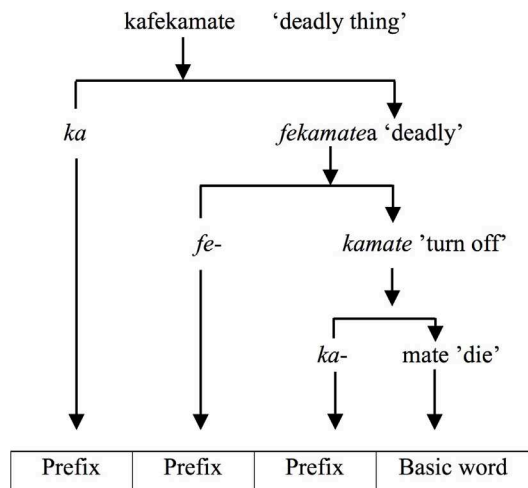 kafekamate ‘deadly thing’
ka fekamatea ‘deadly’
fe- kamate ’turn off’
ka- mate ’die’
Prefix Prefix Prefix Basic word